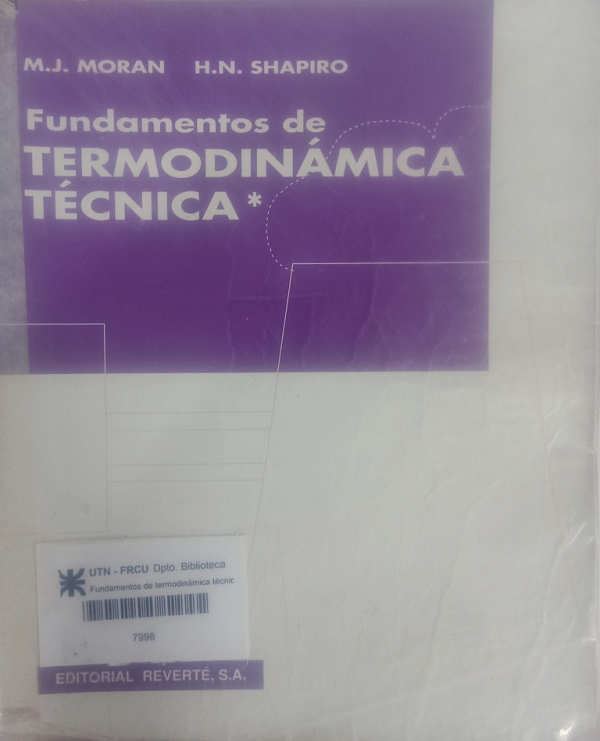 M.J. MORAN H.N. SHAPIRO
Fundamentos de
TERMODINÁMICA
TÉCNICA *
UTN - FRCU Dpto. Biblioteca
Fundamentos de termodinámica técnic
7998
EDITORIAL REVERTÉ, S.A.